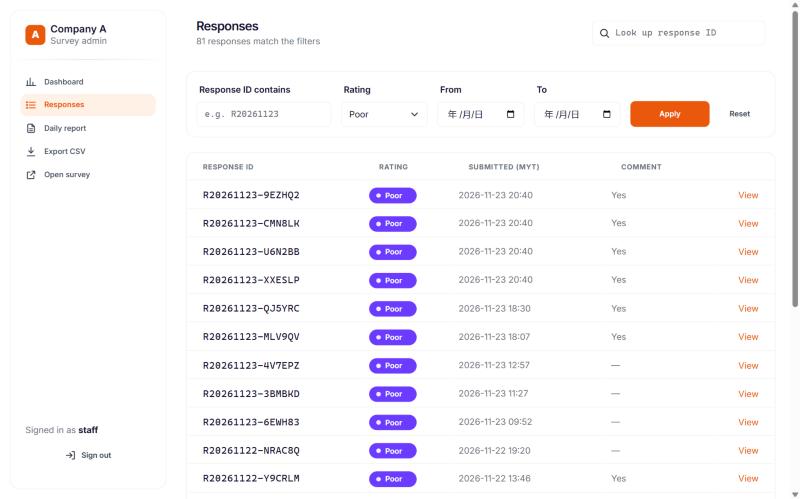 A
Company A
Survey admin
Dashboard
Responses
Daily report
Export CSV
Open survey
Signed in as staff
Sign out
Responses
81 responses match the filters
Look up response ID
Response ID contains
Rating
From
To
e.g. R20261123
Poor
年 /月/日
年 /月/日
Apply
Reset
RESPONSE ID RATING SUBMITTED (MYT) COMMENT
R20261123-9EZHQ2 Poor 2026-11-23 20:40 Yes View
R20261123-CMN8LK Poor 2026-11-23 20:40 Yes View
R20261123-U6N2BB Poor 2026-11-23 20:40 Yes View
R20261123-XXESLP Poor 2026-11-23 20:40 Yes View
R20261123-QJ5YRC Poor 2026-11-23 18:30 Yes View
R20261123-MLV9QV Poor 2026-11-23 18:07 Yes View
R20261123-4V7EPZ Poor 2026-11-23 12:57 — View
R20261123-3BMBKD Poor 2026-11-23 11:27 — View
R20261123-6EWH83 Poor 2026-11-23 09:52 — View
R20261122-NRAC8Q Poor 2026-11-22 19:20 — View
R20261122-Y9CRLM Poor 2026-11-22 13:46 Yes View